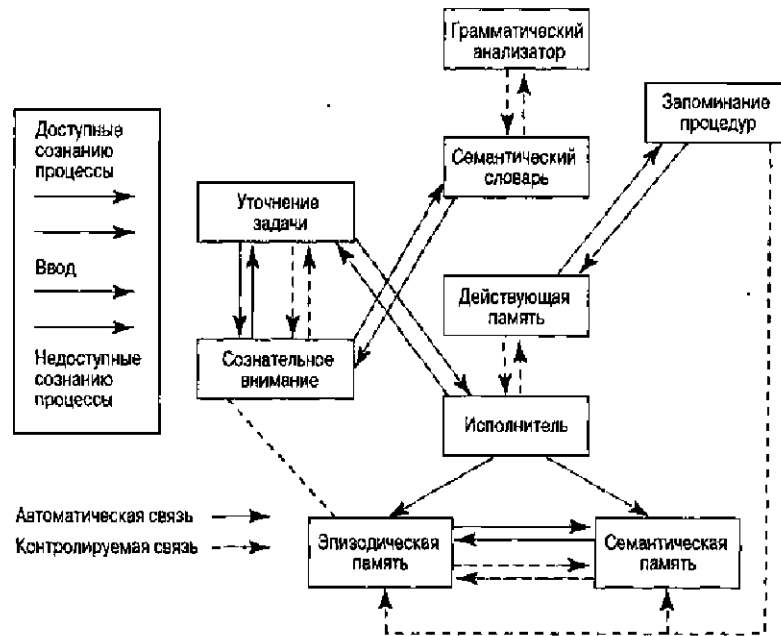 Грамматический
анализатор
Запоминание
процедур
Доступные
сознанию
процессы
Ввод
Недоступные
сознанию
процессы
Семантический
словарь
Уточнение
задачи
Действующая
память
Сознательное
внимание
Исполнитель
Автоматическая связь
Контролируемая связь
Эпизодическая
память
Семантическая
память